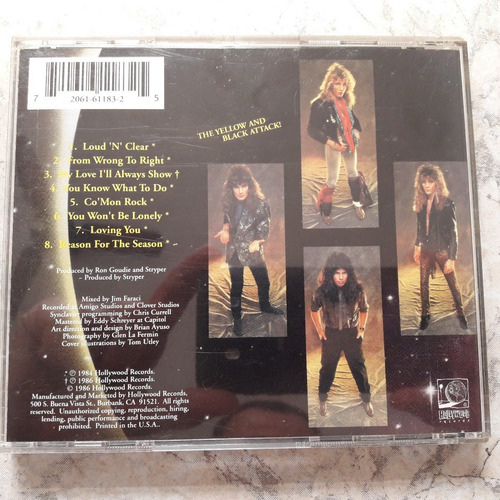 7 2061-61183-2 5
THE YELLOW AND
BLACK ATTACK!
1. Loud 'N' Clear *
2. From Wrong To Right *
3. My Love I'll Always Show †
4. You Know What To Do *
5. Co'Mon Rock *
6. You Won't Be Lonely *
7. Loving You *
8. Reason For The Season *
Produced by Ron Goudie and Stryper
- Produced by Stryper
Mixed by Jim Faraci
Recorded at Amigo Studios and Clover Studios
Synclavier programming by Chris Currell
Mastered by Eddy Schreyer at Capitol
Art direction and design by Brian Ayuso
Photography by Glen La Fermin
Cover Illustrations by Tom Utley
* ℗ 1984 Hollywood Records.
† ℗ 1986 Hollywood Records.
© 1986 Hollywood Records.
Manufactured and Marketed by Hollywood Records,
500 S. Buena Vista St., Burbank, CA 91521. All rights
reserved. Unauthorized copying, reproduction, hiring,
lending, public performance and broadcasting
prohibited. Printed in the U.S.A.
Hollywood
records